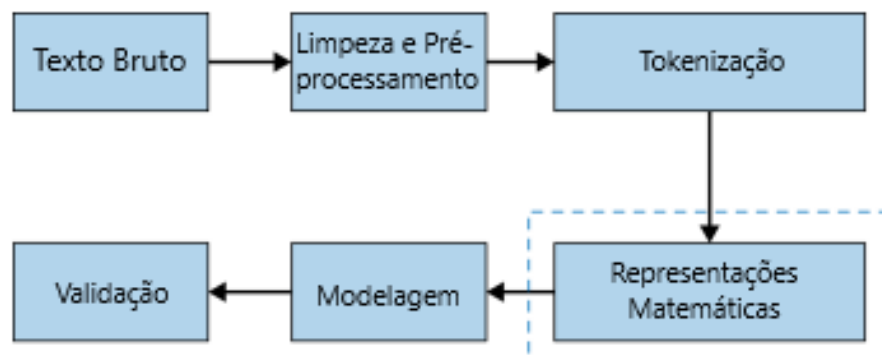 Texto Bruto
Limpeza e Pré-
processamento
Tokenização
Representações
Matemáticas
Modelagem
Validação